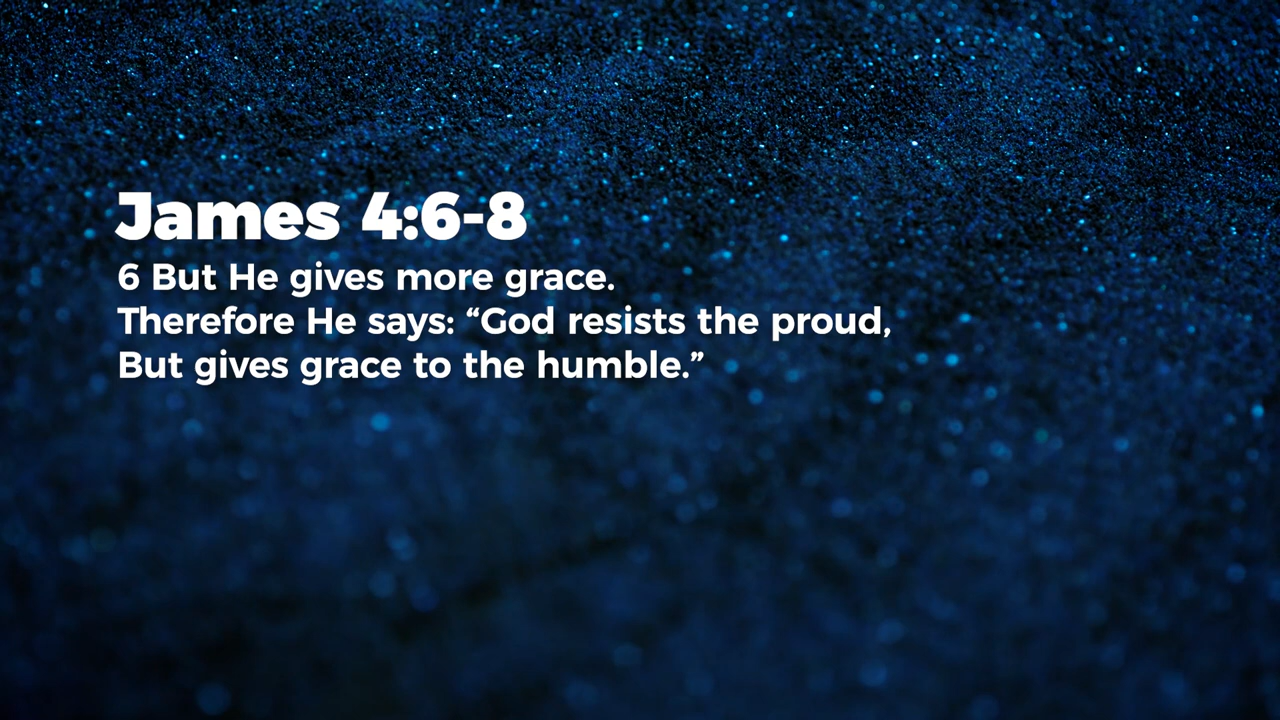 James 4:6-8
6 But He gives more grace.
Therefore He says: “God resists the proud,
But gives grace to the humble.”